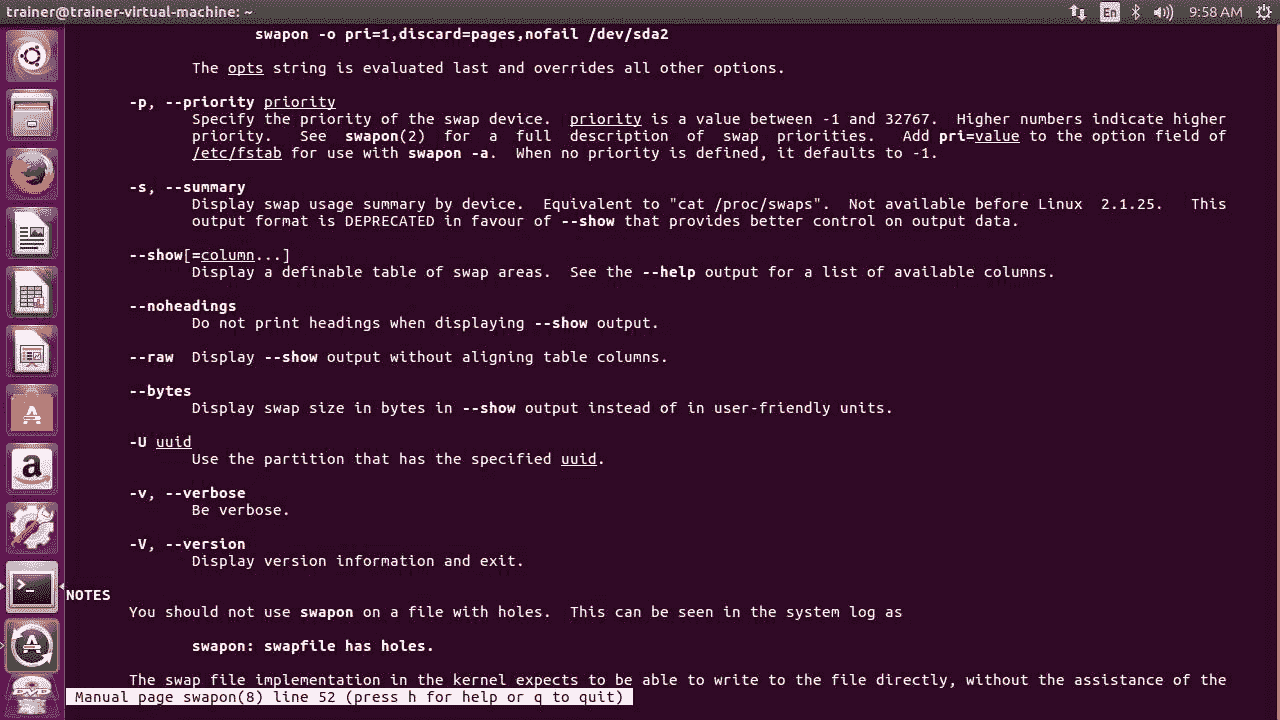 trainer@trainer-virtual-machine: ~
En
9:58 AM
swapon -o pri=1,discard=pages,nofail /dev/sda2
The opts string is evaluated last and overrides all other options.
-p, --priority priority
Specify the priority of the swap device.  priority is a value between -1 and 32767.  Higher numbers indicate higher
priority.  See swapon(2) for a full description of swap priorities.  Add pri=value to the option field of
/etc/fstab for use with swapon -a.  When no priority is defined, it defaults to -1.
-s, --summary
Display swap usage summary by device.  Equivalent to "cat /proc/swaps".  Not available before Linux 2.1.25.  This
output format is DEPRECATED in favour of --show that provides better control on output data.
--show[=column...]
Display a definable table of swap areas.  See the --help output for a list of available columns.
--noheadings
Do not print headings when displaying --show output.
--raw  Display --show output without aligning table columns.
--bytes
Display swap size in bytes in --show output instead of in user-friendly units.
-U uuid
Use the partition that has the specified uuid.
-v, --verbose
Be verbose.
-V, --version
Display version information and exit.
NOTES
You should not use swapon on a file with holes.  This can be seen in the system log as
swapon: swapfile has holes.
The swap file implementation in the kernel expects to be able to write to the file directly, without the assistance of the
Manual page swapon(8) line 52 (press h for help or q to quit)